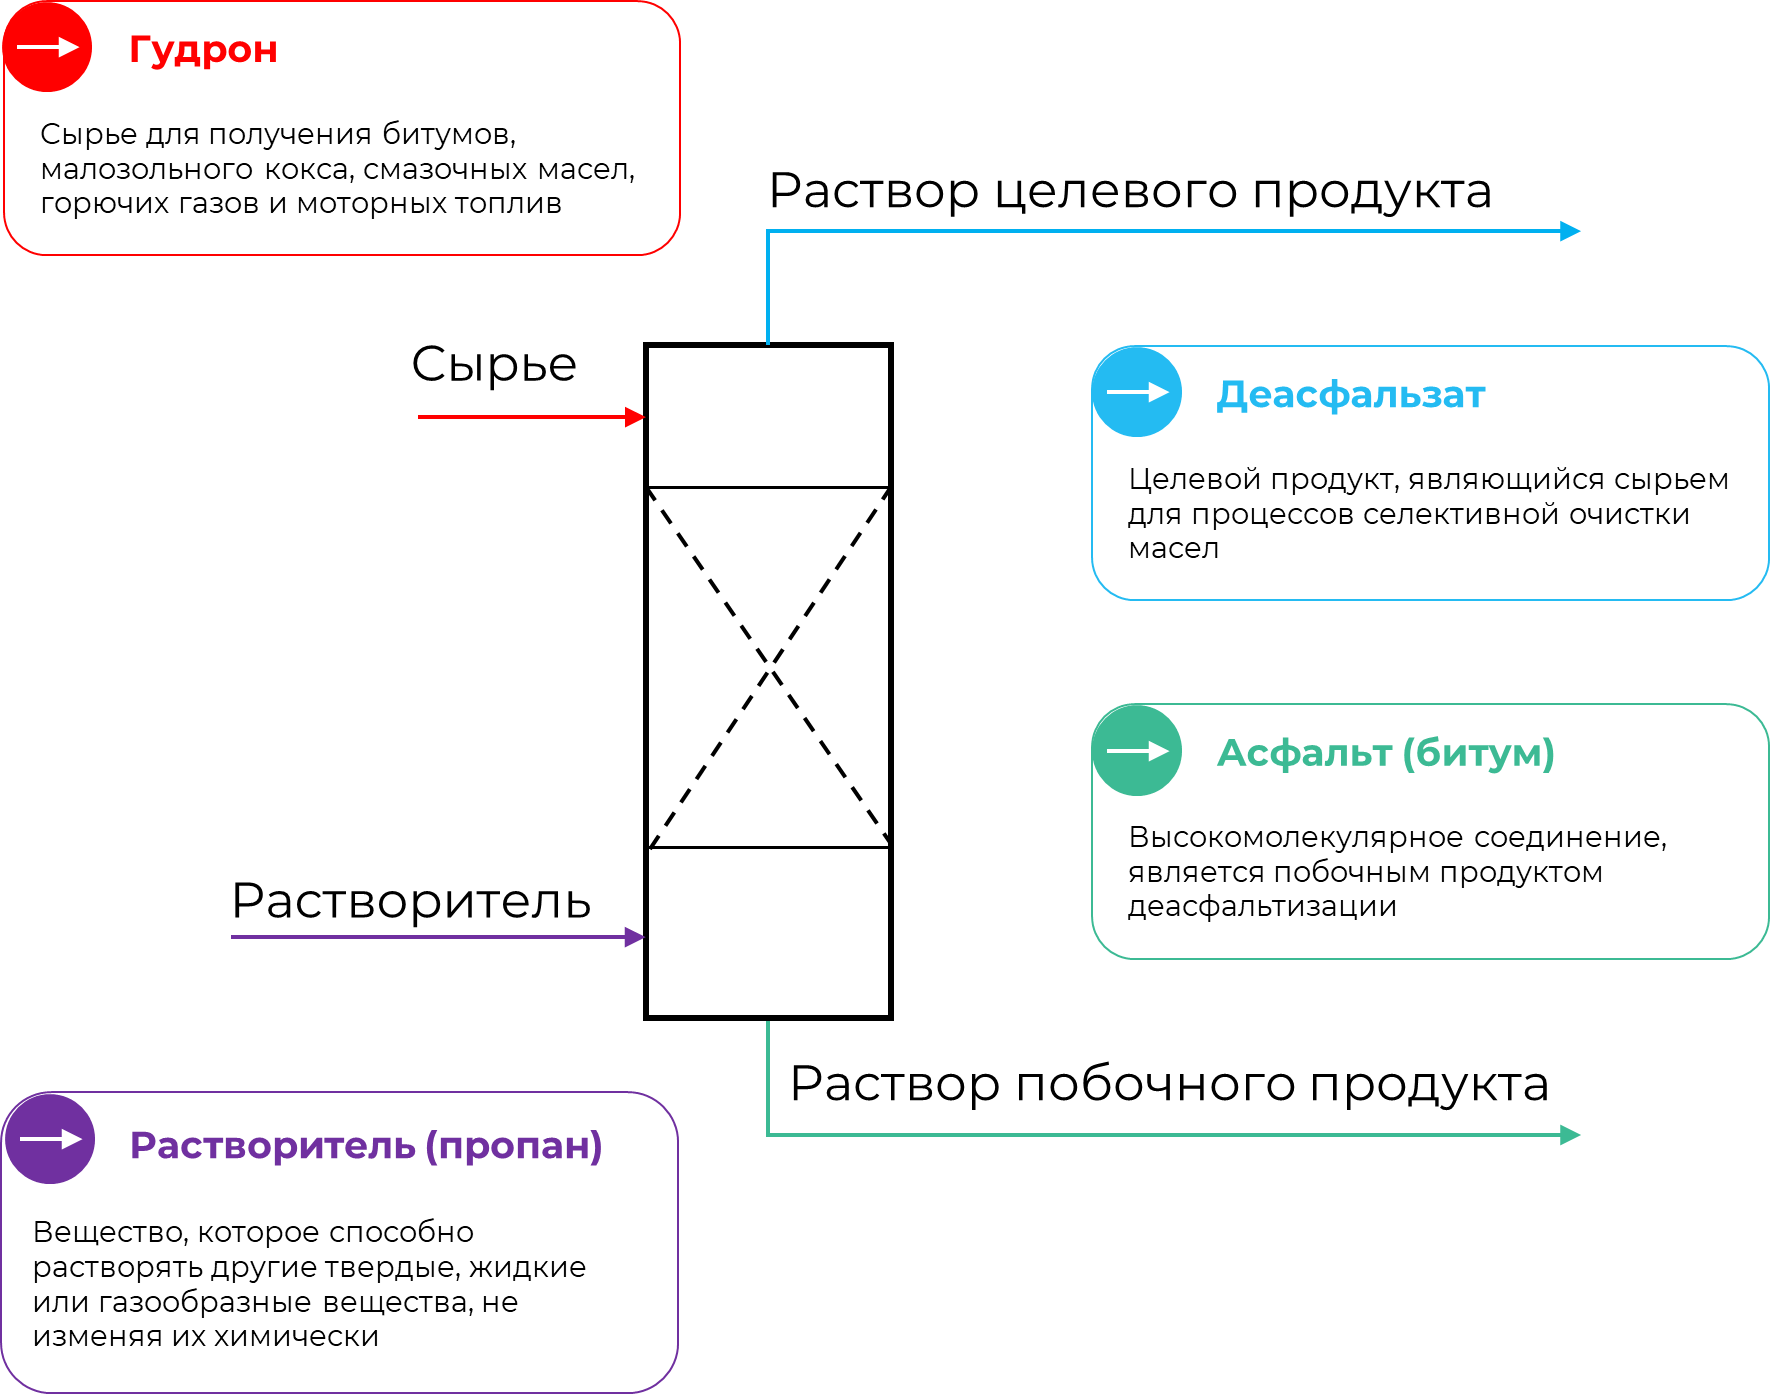 Гудрон
Сырье для получения битумов,
малозольного кокса, смазочных масел,
горючих газов и моторных топлив
Раствор целевого продукта
Сырье
Деасфальзат
Целевой продукт, являющийся сырьем
для процессов селективной очистки
масел
Асфальт (битум)
Высокомолекулярное соединение,
является побочным продуктом
деасфальтизации
Растворитель
Раствор побочного продукта
Растворитель (пропан)
Вещество, которое способно
растворять другие твердые, жидкие
или газообразные вещества, не
изменяя их химически